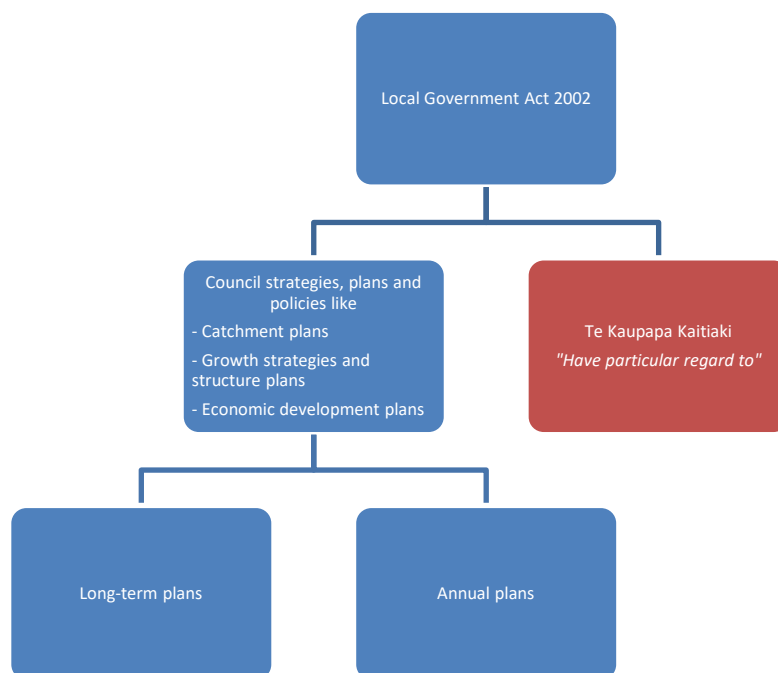 Local Government Act 2002
Council strategies, plans and
policies like
- Catchment plans
- Growth strategies and
structure plans
- Economic development plans
Te Kaupapa Kaitiaki
"Have particular regard to"
Long-term plans
Annual plans